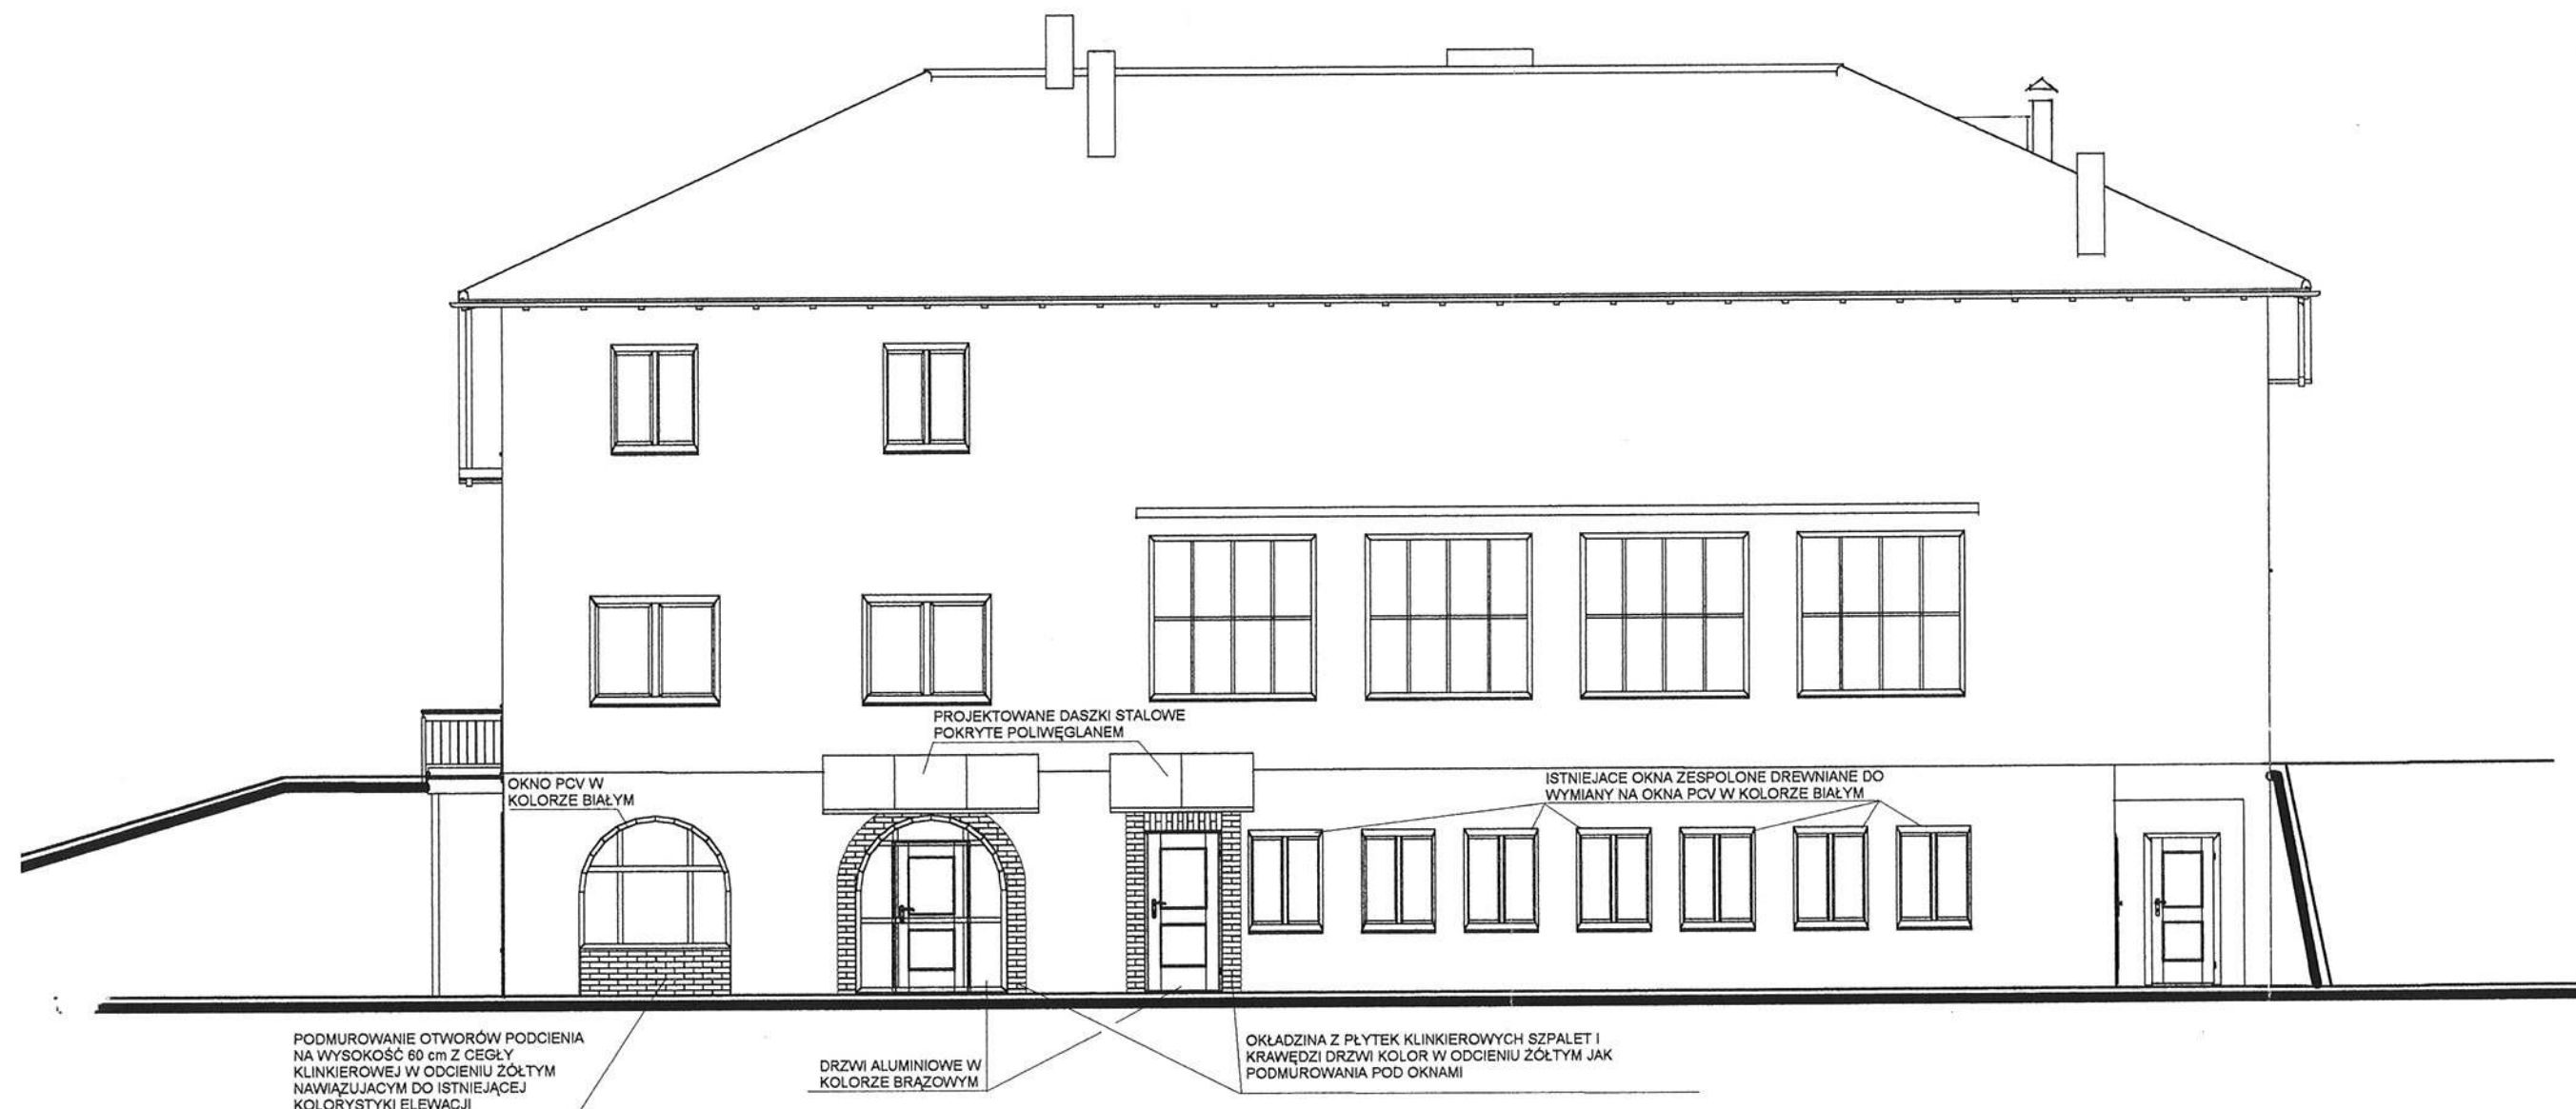 PROJEKTOWANE DASZKI STALOWE
POKRYTE POLIWĘGLANEM
OKNO PCV W
KOLORZE BIAŁYM
ISTNIEJACE OKNA ZESPOLONE DREWNIANE DO
WYMIANY NA OKNA PCV W KOLORZE BIAŁYM
PODMUROWANIE OTWORÓW PODCIENIA
NA WYSOKOŚĆ 60 cm Z CEGŁY
KLINKIEROWEJ W ODCIENIU ŻÓŁTYM
NAWIĄZUJACYM DO ISTNIEJĄCEJ
KOLORYSTYKI ELEWACJI
DRZWI ALUMINIOWE W
KOLORZE BRĄZOWYM
OKŁADZINA Z PŁYTEK KLINKIEROWYCH SZPALET I
KRAWĘDZI DRZWI KOLOR W ODCIENIU ŻÓŁTYM JAK
PODMUROWANIA POD OKNAMI